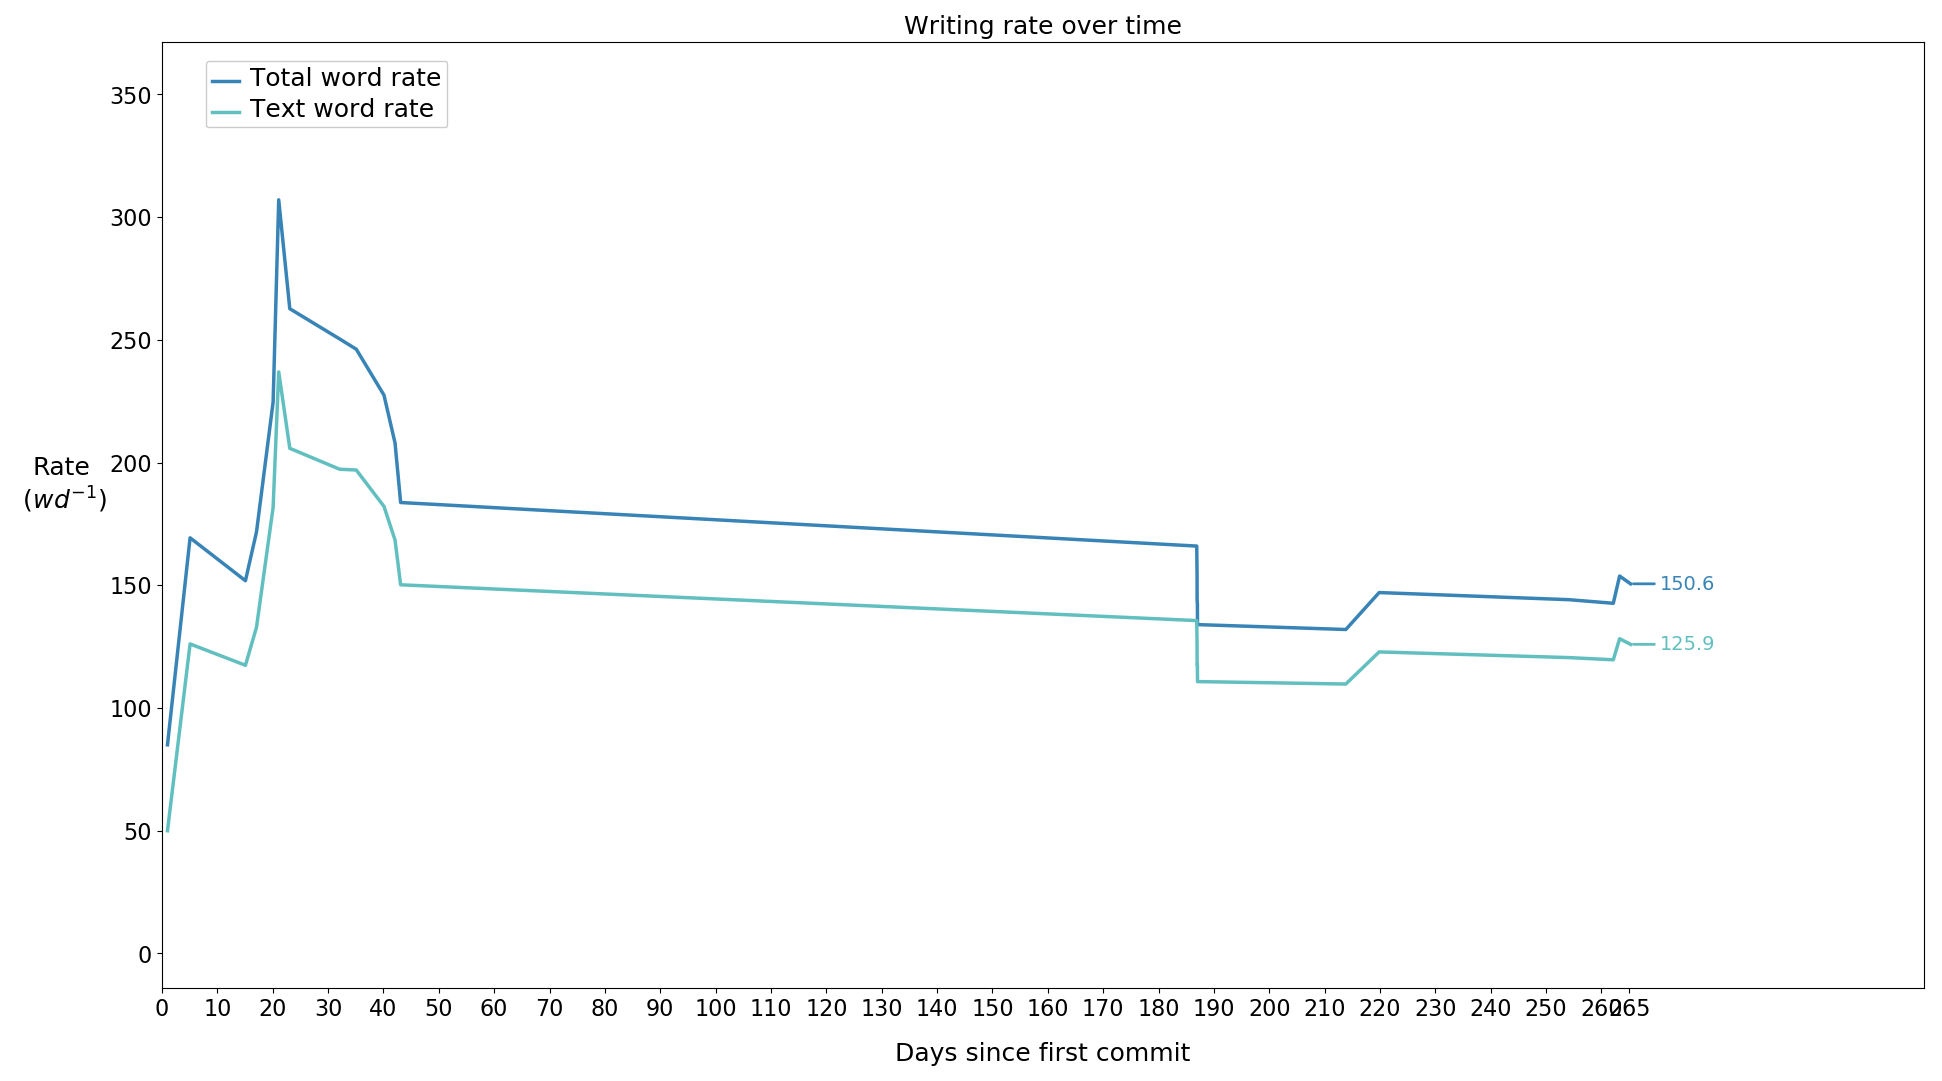 Writing rate over time
Total word rate
Text word rate
350
300
250
200
150
100
50
0
Rate
(wd⁻¹)
150.6
125.9
0 10 20 30 40 50 60 70 80 90 100 110 120 130 140 150 160 170 180 190 200 210 220 230 240 250 260 265
Days since first commit